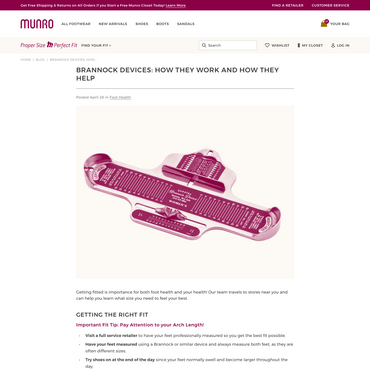 Get Free Shipping & Returns on All Orders if you Start a Free Munro Closet Today! Learn More
FIND A RETAILER
CUSTOMER SERVICE
MUNRO
ALL FOOTWEAR
NEW ARRIVALS
SHOES
BOOTS
SANDALS
YOUR BAG
Proper Size Perfect Fit
FIND YOUR FIT
Search
WISHLIST
MY CLOSET
LOG IN
HOME
BLOG
BRANNOCK DEVICES: HOW THEY WORK AND HOW THEY
HELP
Posted April 26 in Foot Health
Getting fitted is importance for both foot health and your health! Our team travels to stores near you and
can help you learn what size you need to feel your best.
GETTING THE RIGHT FIT
Important Fit Tip: Pay Attention to your Arch Length!
Visit a full service retailer to have your feet professionally measured so you get the best fit possible.
Have your feet measured using a Brannock or similar device and always measure both feet, as they are
often different sizes.
Try shoes on at the end of the day since your feet normally swell and become larger throughout the
day.